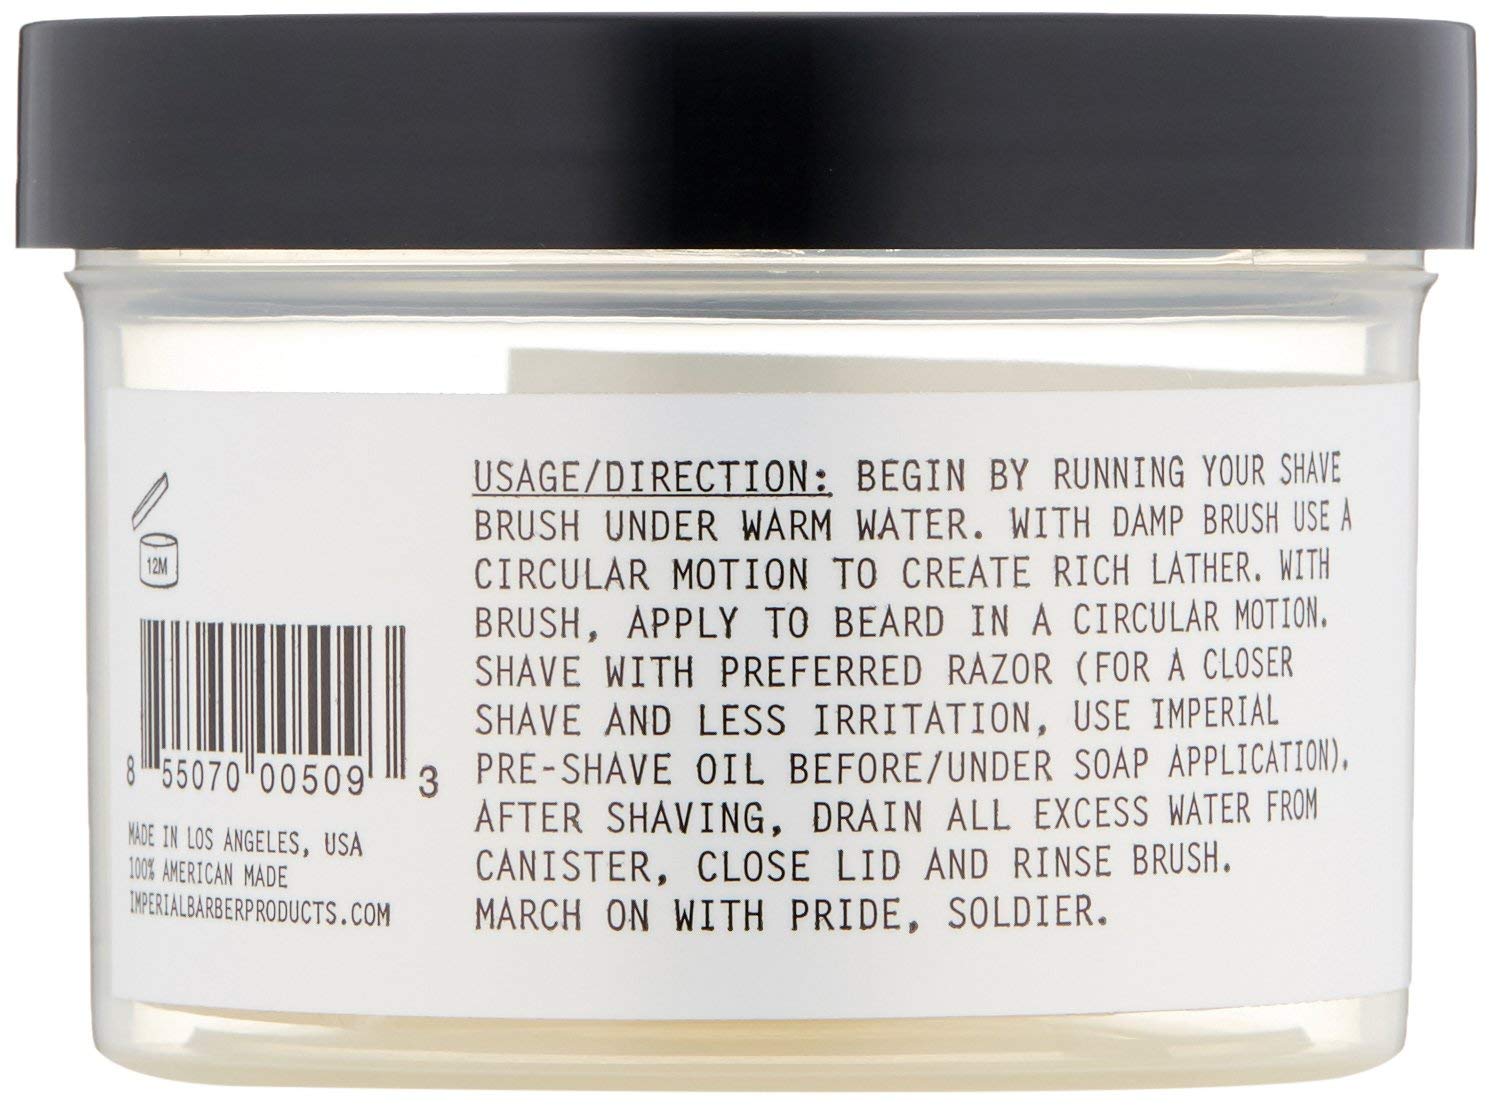 USAGE/DIRECTION: BEGIN BY RUNNING YOUR SHAVE
BRUSH UNDER WARM WATER. WITH DAMP BRUSH USE A
CIRCULAR MOTION TO CREATE RICH LATHER. WITH
BRUSH, APPLY TO BEARD IN A CIRCULAR MOTION.
SHAVE WITH PREFERRED RAZOR (FOR A CLOSER
SHAVE AND LESS IRRITATION, USE IMPERIAL
PRE-SHAVE OIL BEFORE/UNDER SOAP APPLICATION).
AFTER SHAVING, DRAIN ALL EXCESS WATER FROM
CANISTER, CLOSE LID AND RINSE BRUSH.
MARCH ON WITH PRIDE, SOLDIER.
12M
8 55070 00509 3
MADE IN LOS ANGELES, USA
100% AMERICAN MADE
IMPERIALBARBERPRODUCTS.COM